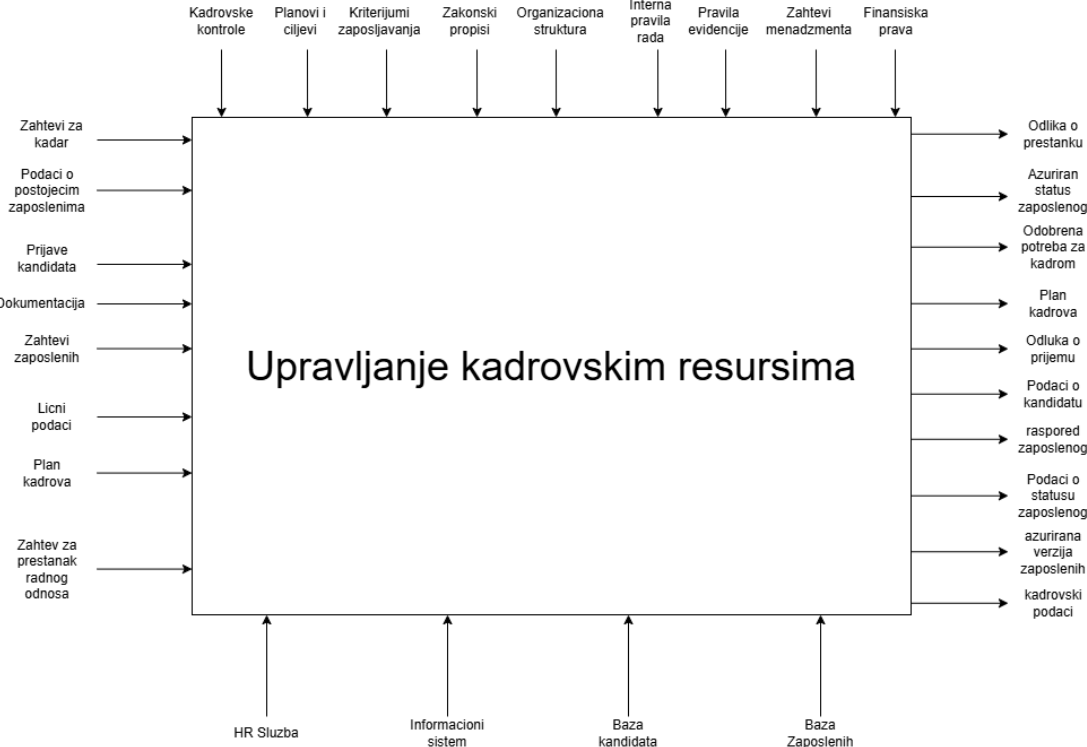 Kadrovske
kontrole
Planovi i
ciljevi
Kriterijumi
zaposljavanja
Zakonski
propisi
Organizaciona
struktura
Interna
pravila
rada
Pravila
evidencije
Zahtevi
menadzmenta
Finansiska
prava
Zahtevi za
kadar
Podaci o
postojecim
zaposlenima
Prijave
kandidata
Dokumentacija
Zahtevi
zaposlenih
Licni
podaci
Plan
kadrova
Zahtev za
prestanak
radnog
odnosa
Upravljanje kadrovskim resursima
Odlika o
prestanku
Azuriran
status
zaposlenog
Odobrena
potreba za
kadrom
Plan
kadrova
Odluka o
prijemu
Podaci o
kandidatu
raspored
zaposlenog
Podaci o
statusu
zaposlenog
azurirana
verzija
zaposlenih
kadrovski
podaci
HR Sluzba
Informacioni
sistem
Baza
kandidata
Baza
Zaposlenih